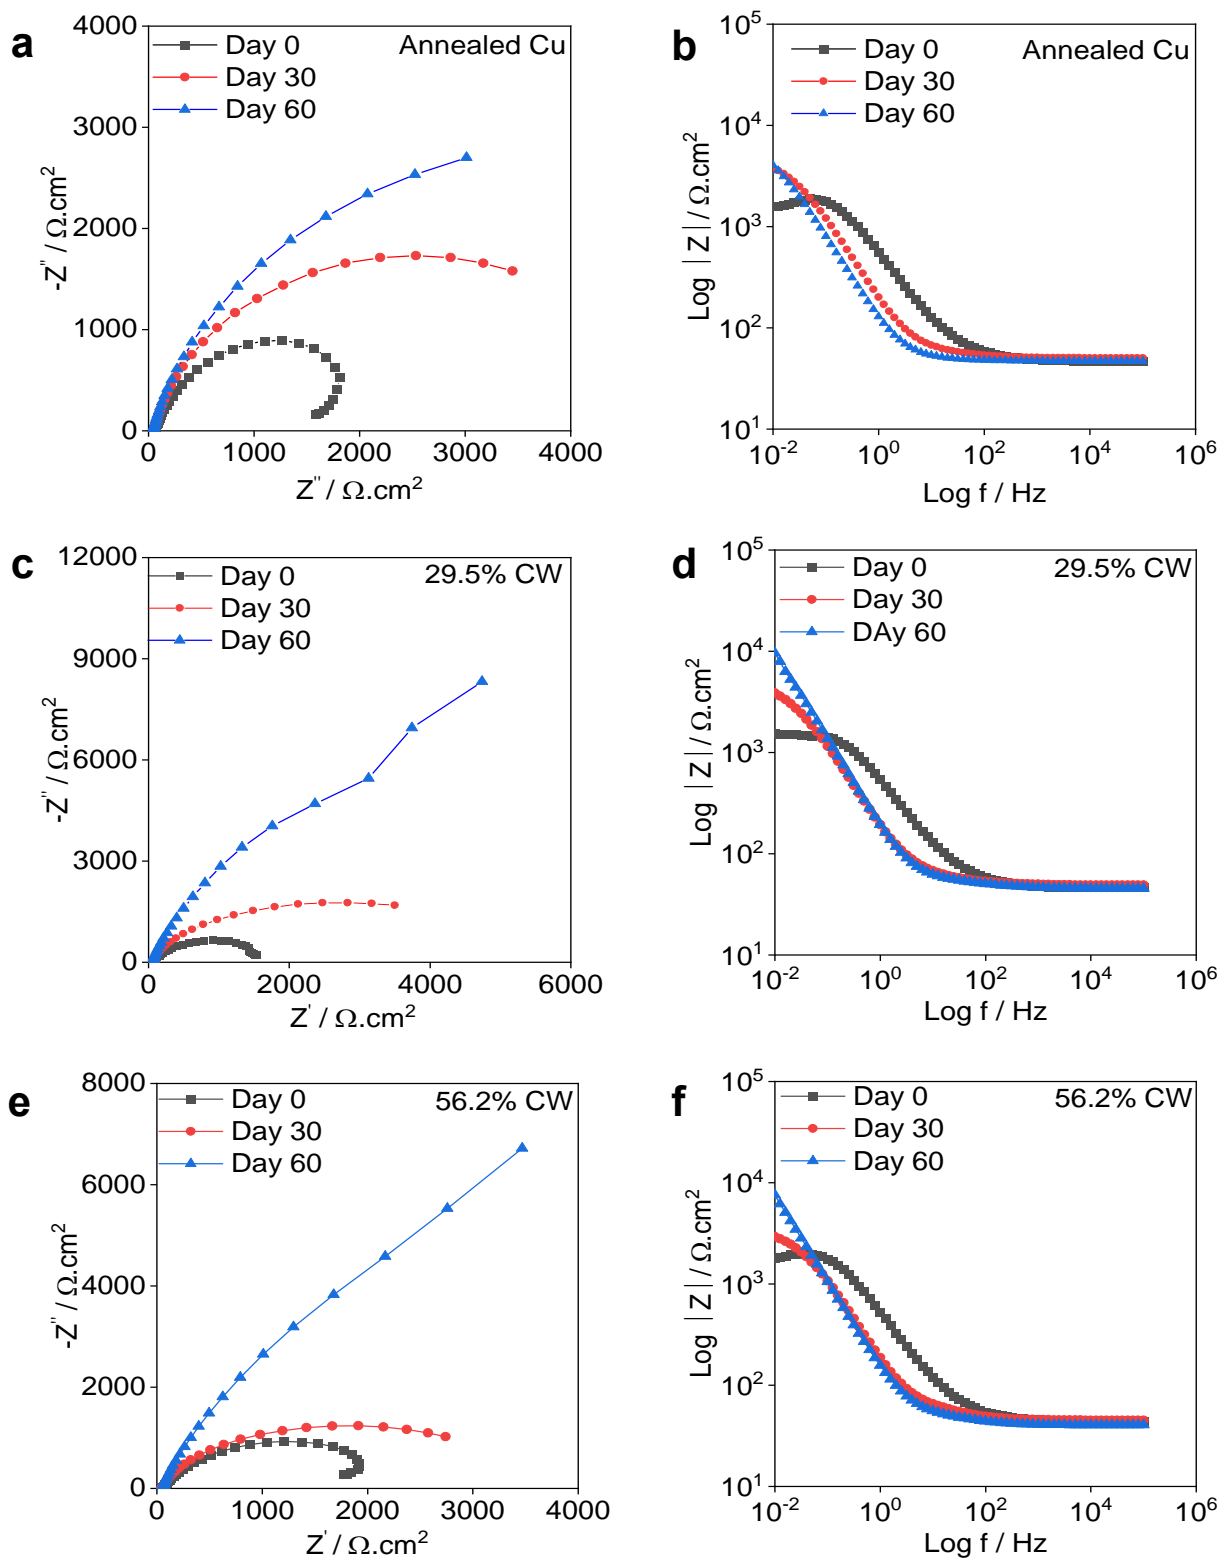 a
Annealed Cu
Day 0
Day 30
Day 60
4000
3000
2000
1000
0
-Z'' / Ω.cm²
0 1000 2000 3000 4000
Z'' / Ω.cm²
b
Annealed Cu
Day 0
Day 30
Day 60
10⁵
10⁴
10³
10²
10¹
Log |Z| / Ω.cm²
10⁻² 10⁰ 10² 10⁴ 10⁶
Log f / Hz
c
29.5% CW
Day 0
Day 30
Day 60
12000
9000
6000
3000
0
-Z'' / Ω.cm²
0 2000 4000 6000
Z' / Ω.cm²
d
29.5% CW
Day 0
Day 30
DAy 60
10⁵
10⁴
10³
10²
10¹
Log |Z| / Ω.cm²
10⁻² 10⁰ 10² 10⁴ 10⁶
Log f / Hz
e
56.2% CW
Day 0
Day 30
Day 60
8000
6000
4000
2000
0
-Z'' / Ω.cm²
0 1000 2000 3000 4000
Z' / Ω.cm²
f
56.2% CW
Day 0
Day 30
Day 60
10⁵
10⁴
10³
10²
10¹
Log |Z| / Ω.cm²
10⁻² 10⁰ 10² 10⁴ 10⁶
Log f / Hz